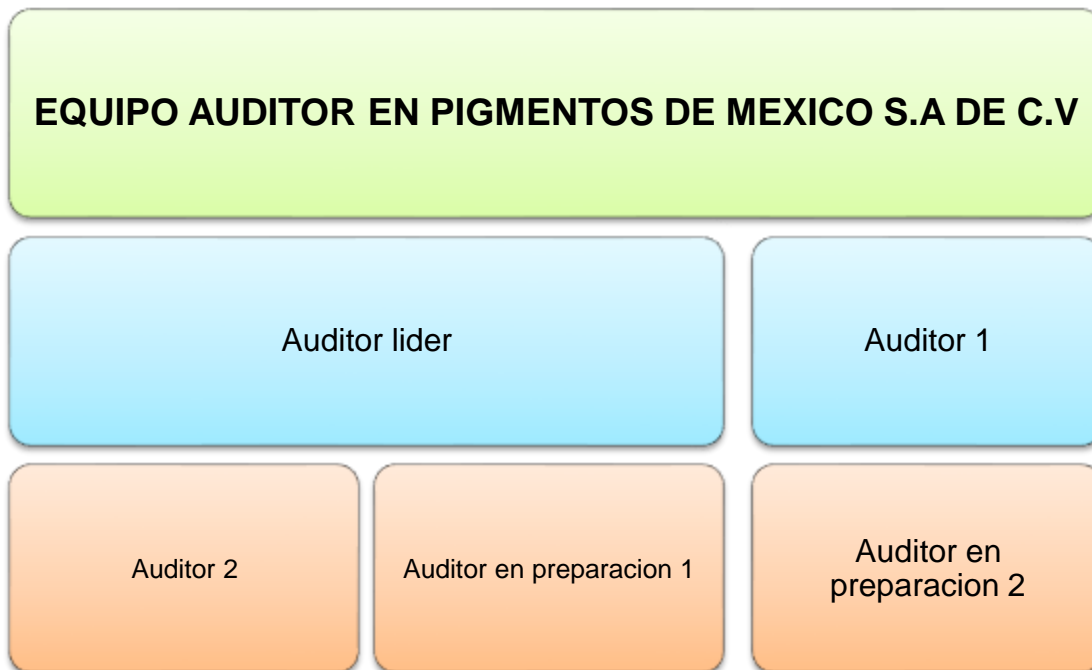 EQUIPO AUDITOR EN PIGMENTOS DE MEXICO S.A DE C.V
Auditor lider
Auditor 1
Auditor 2
Auditor en preparacion 1
Auditor en
preparacion 2